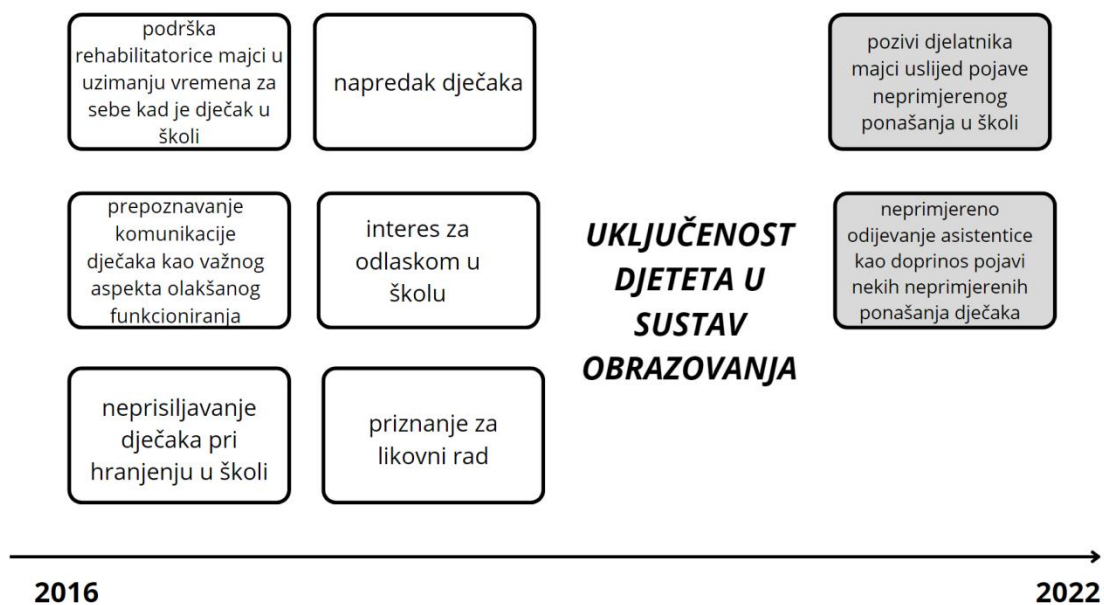 podrška
rehabilitatorice majci u
uzimanju vremena za
sebe kad je dječak u
školi
napredak dječaka
pozivi djelatnika
majci uslijed pojave
neprimjerenog
ponašanja u školi
prepoznavanje
komunikacije
dječaka kao važnog
aspekta olakšanog
funkcioniranja
interes za
odlaskom u
školu
UKLJUČENOST
DJETETA U
SUSTAV
OBRAZOVANJA
neprimjereno
odijevanje asistentice
kao doprinos pojavi
nekih neprimjerenih
ponašanja dječaka
neprisiljavanje
dječaka pri
hranjenju u školi
priznanje za
likovni rad
2016
2022